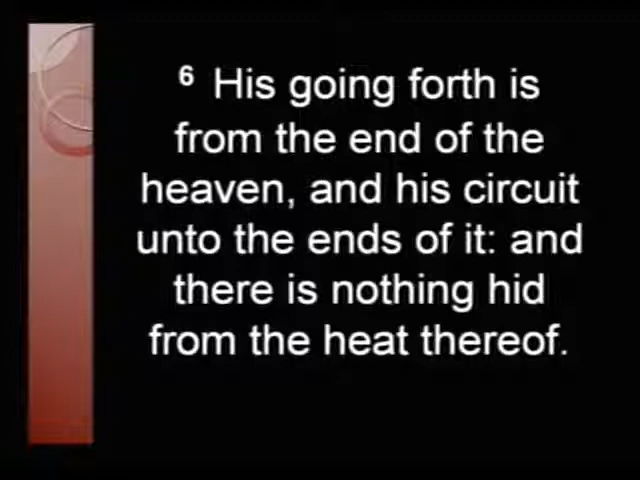 6 His going forth is
from the end of the
heaven, and his circuit
unto the ends of it: and
there is nothing hid
from the heat thereof.